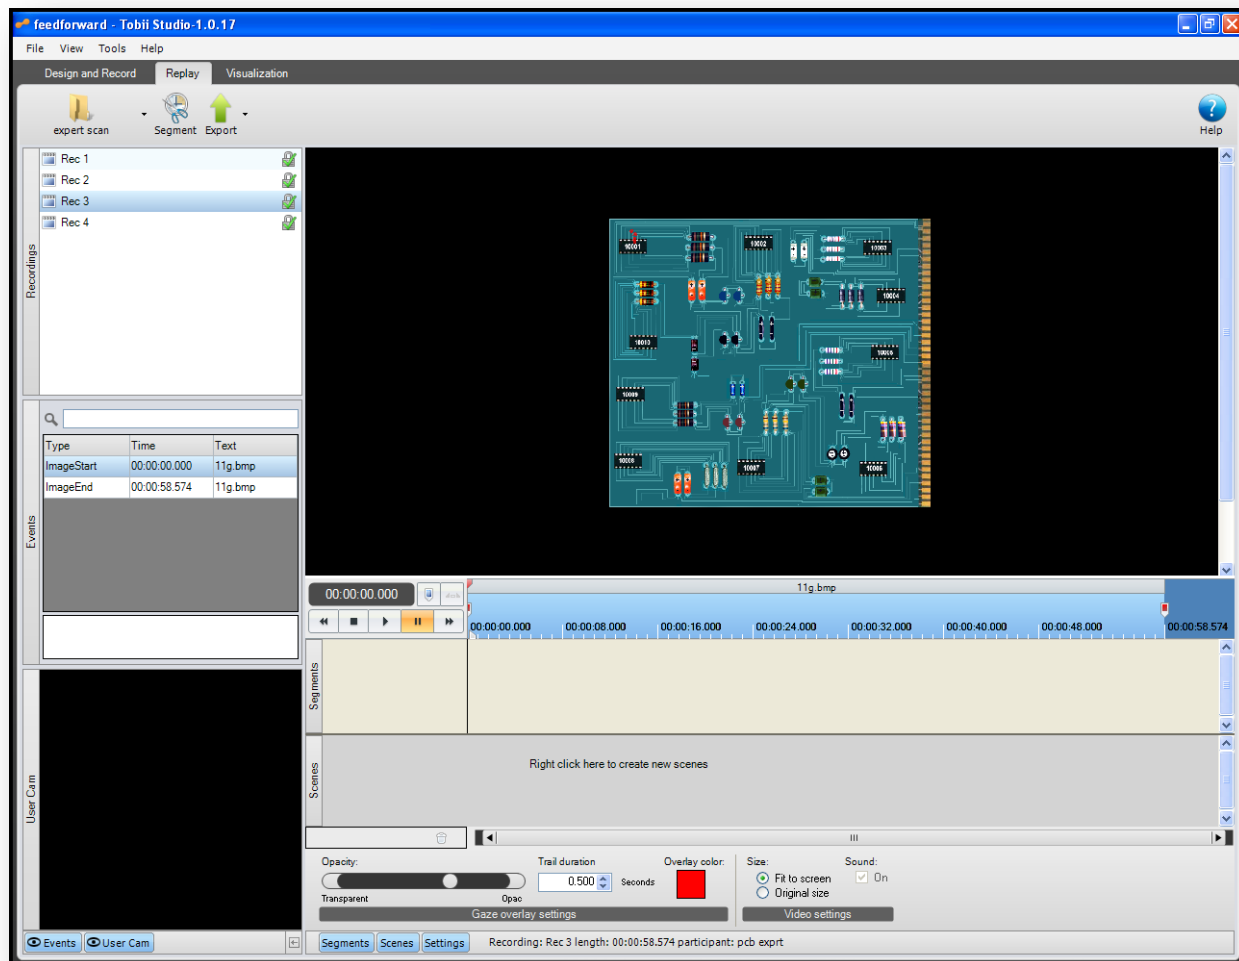 feedforward - Tobii Studio-1.0.17
File View Tools Help
Design and Record Replay Visualization
expert scan Segment Export Help
Recordings
Rec 1
Rec 2
Rec 3
Rec 4
10001 10002 10003
10004
10010
10009
10007
Events
Type Time Text
ImageStart 00:00:00.000 11g.bmp
ImageEnd 00:00:58.574 11g.bmp
User Cam
11g.bmp
00:00:00.000
00:00:00.000 00:00:08.000 00:00:16.000 00:00:24.000 00:00:32.000 00:00:40.000 00:00:48.000 00:00:58.574
Segments
Scenes
Right click here to create new scenes
Opacity: Trail duration Overlay color: Size: Sound:
0.500 Seconds Fit to screen On
Original size
Transparent Opac
Gaze overlay settings Video settings
Events User Cam Segments Scenes Settings Recording: Rec 3 length: 00:00:58.574 participant: pcb exprt